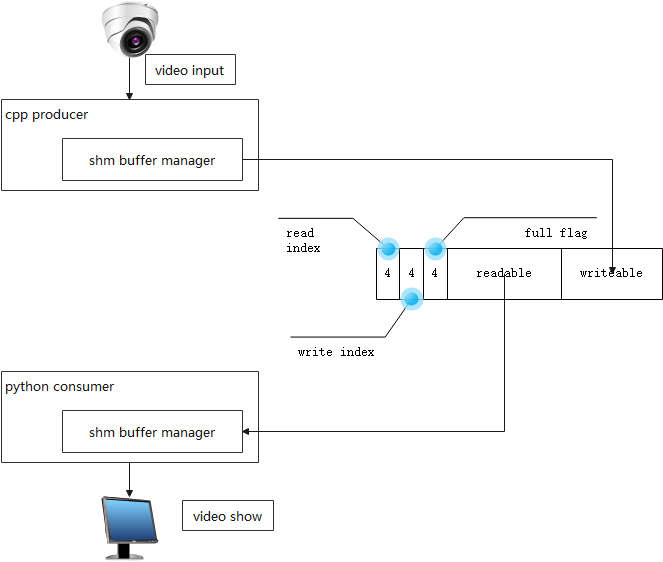 video input
cpp producer
shm buffer manager
read
index
full flag
4
4
4
readable
writeable
write index
python consumer
shm buffer manager
video show